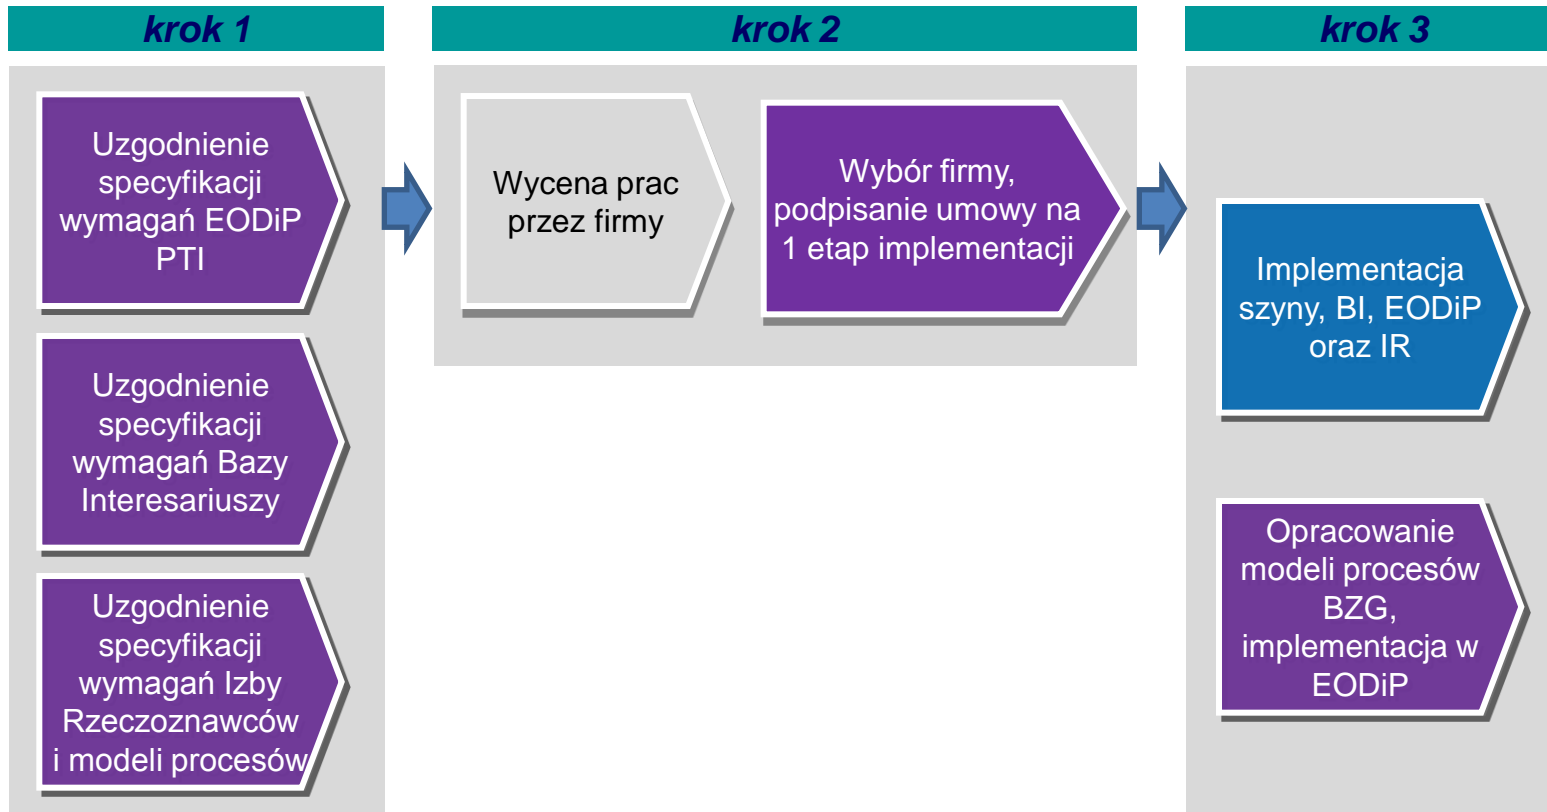 krok 1
Uzgodnienie
specyfikacji
wymagań EODiP
PTI
Uzgodnienie
specyfikacji
wymagań Bazy
Interesariuszy
Uzgodnienie
specyfikacji
wymagań Izby
Rzeczoznawców
i modeli procesów
krok 2
Wycena prac
przez firmy
Wybór firmy,
podpisanie umowy na
1 etap implementacji
krok 3
Implementacja
szyny, BI, EODiP
oraz IR
Opracowanie
modeli procesów
BZG,
implementacja w
EODiP